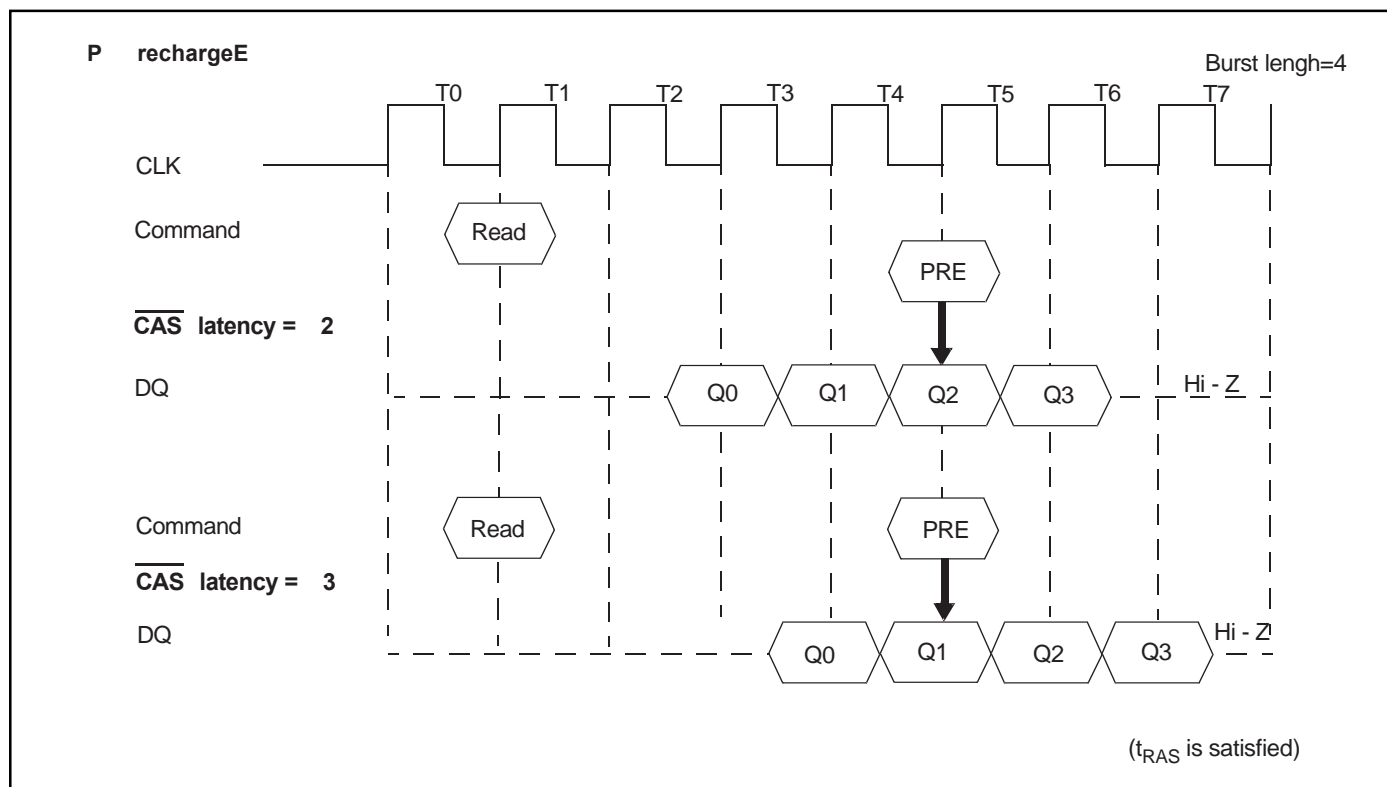 P rechargeE
Burst lengh=4
T0 T1 T2 T3 T4 T5 T6 T7
CLK
Command Read
PRE
CAS latency = 2
DQ Q0 Q1 Q2 Q3 Hi - Z
Command Read PRE
CAS latency = 3
DQ Q0 Q1 Q2 Q3 Hi - Z
(tRAS is satisfied)